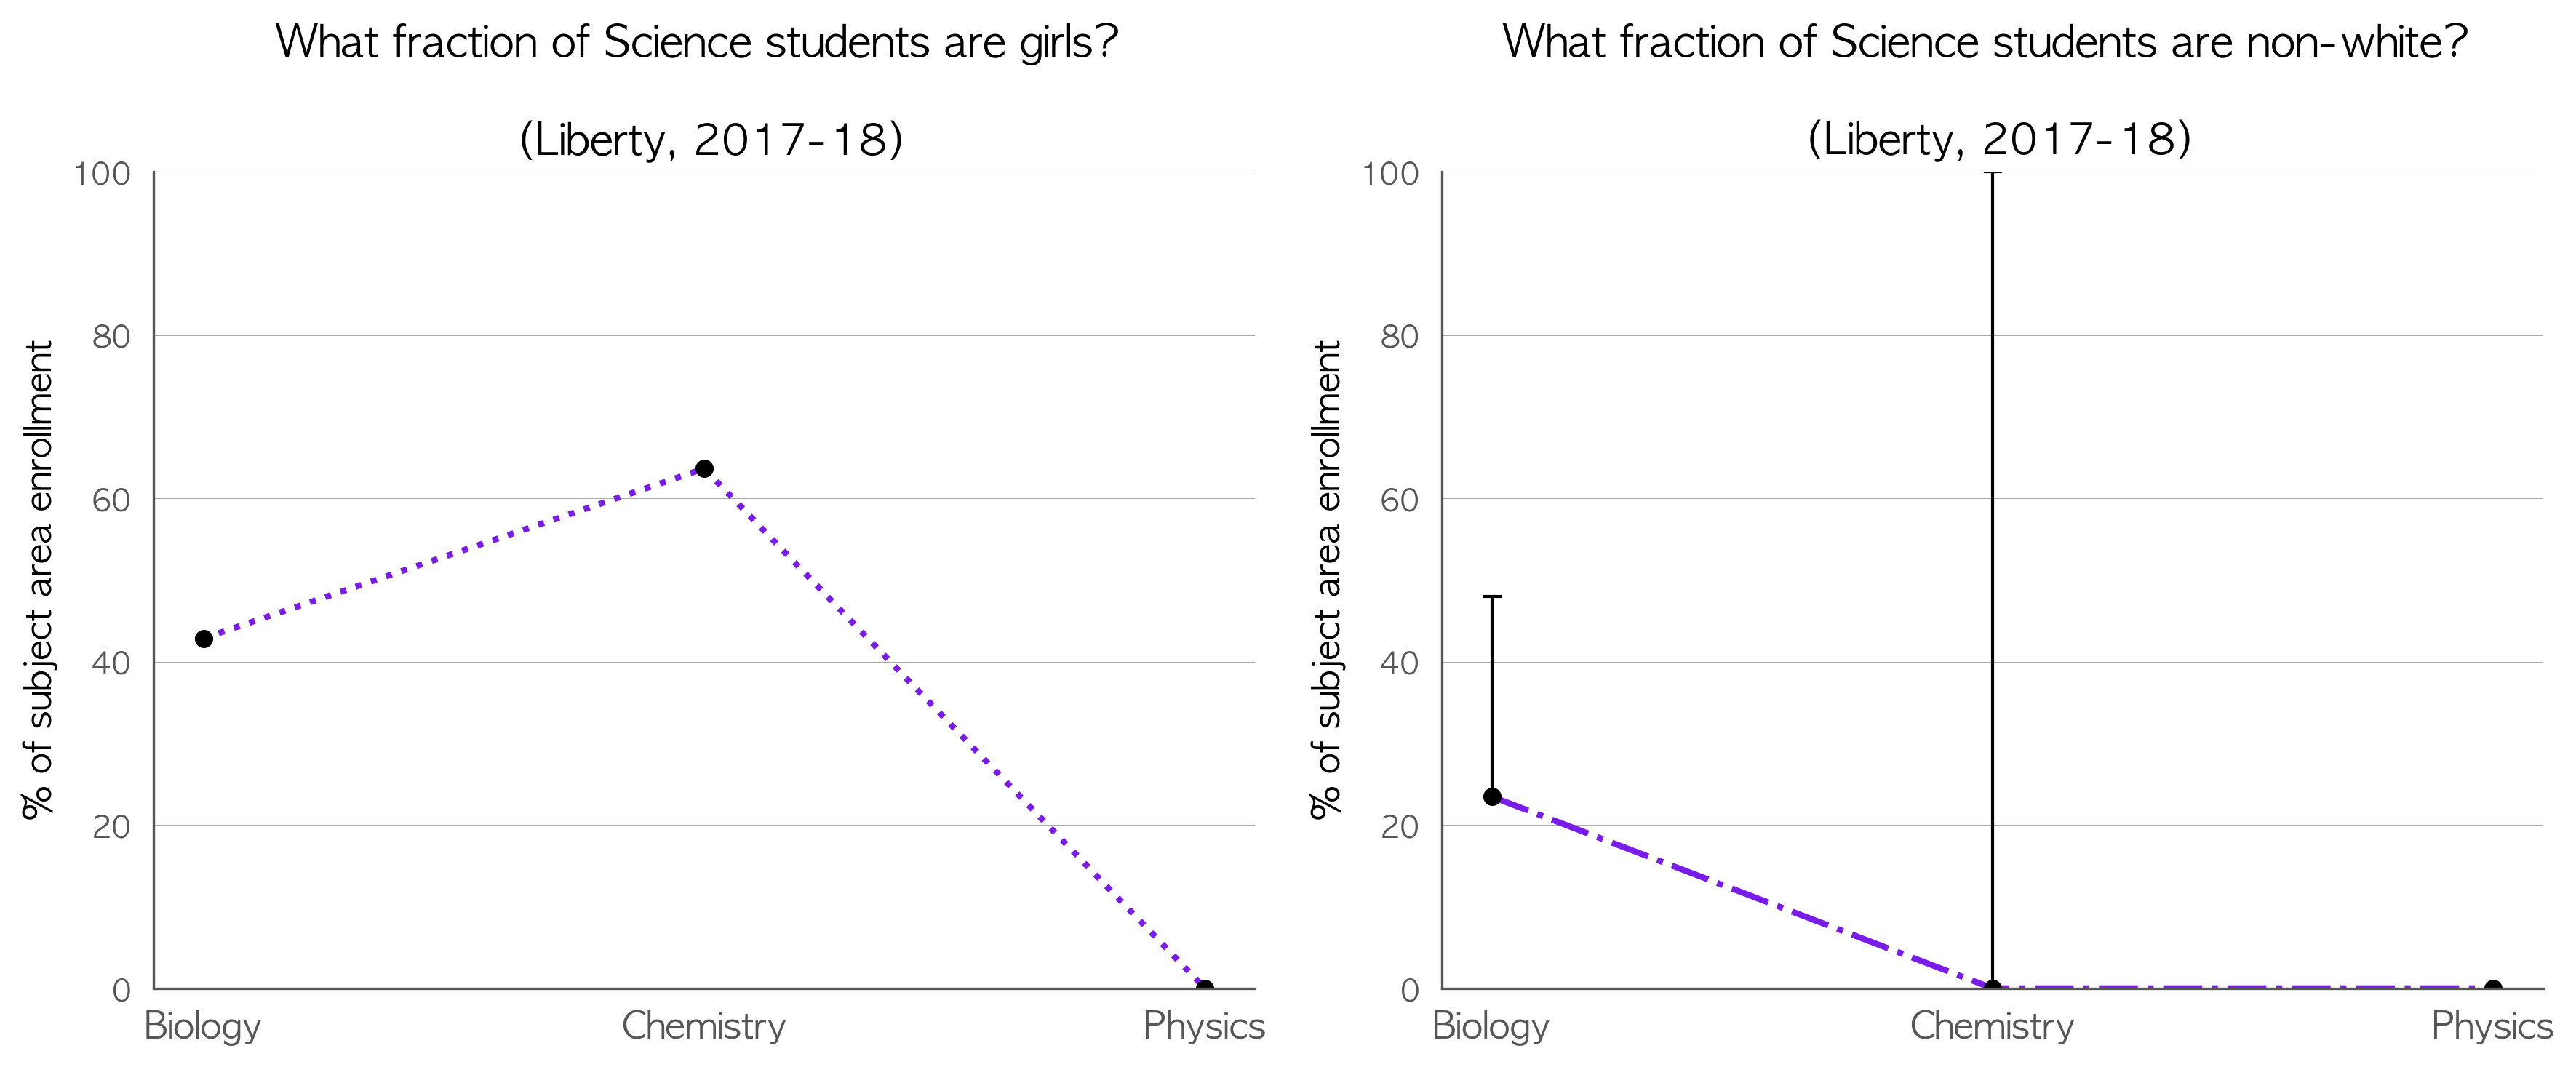 What fraction of Science students are girls?
(Liberty, 2017-18)
% of subject area enrollment
100
80
60
40
20
0
Biology
Chemistry
Physics
What fraction of Science students are non-white?
(Liberty, 2017-18)
% of subject area enrollment
100
80
60
40
20
0
Biology
Chemistry
Physics